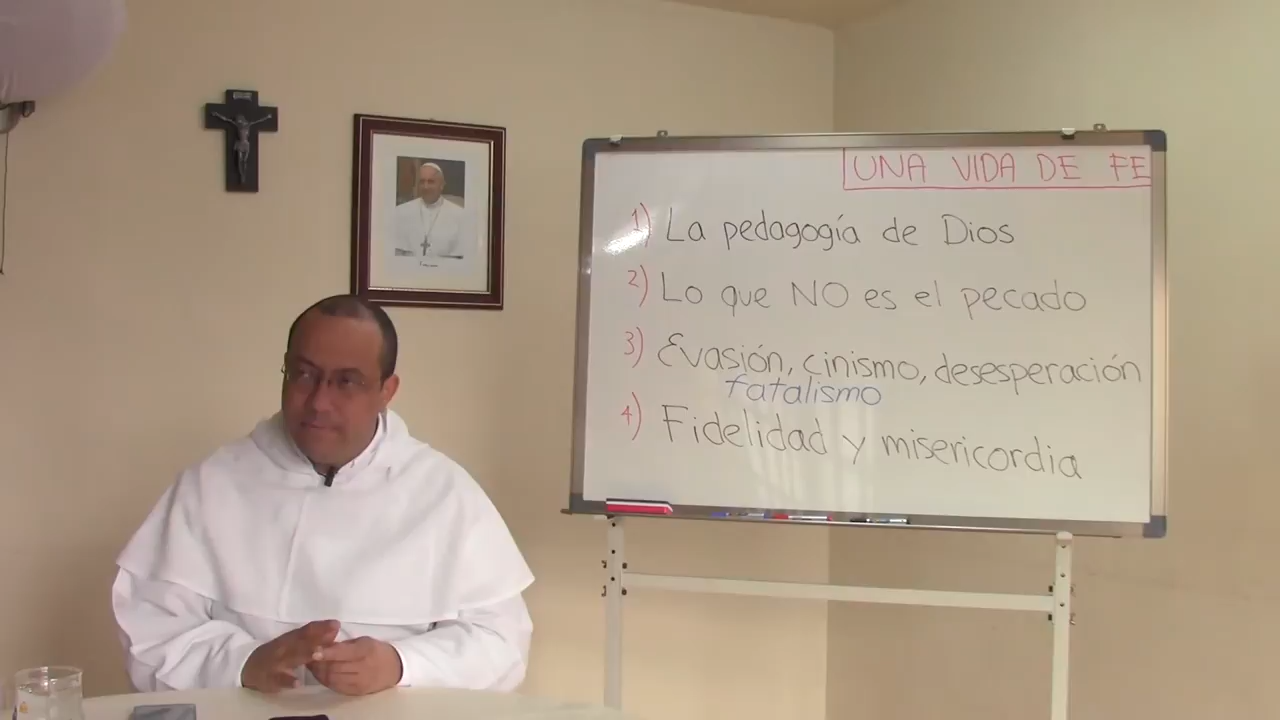 UNA VIDA DE FE
1) La pedagogía de Dios
2) Lo que NO es el pecado
3) Evasión, cinismo, desesperación
fatalismo
4) Fidelidad y misericordia